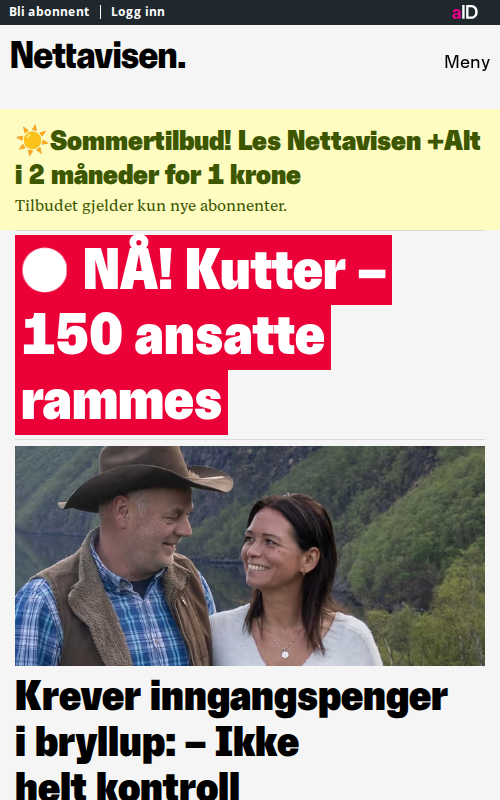 Bli abonnent | Logg inn aID
Nettavisen.
Meny
☀️Sommertilbud! Les Nettavisen +Alt
i 2 måneder for 1 krone
Tilbudet gjelder kun nye abonnenter.
NÅ! Kutter –
150 ansatte
rammes
Krever inngangspenger
i bryllup: – Ikke
helt kontroll